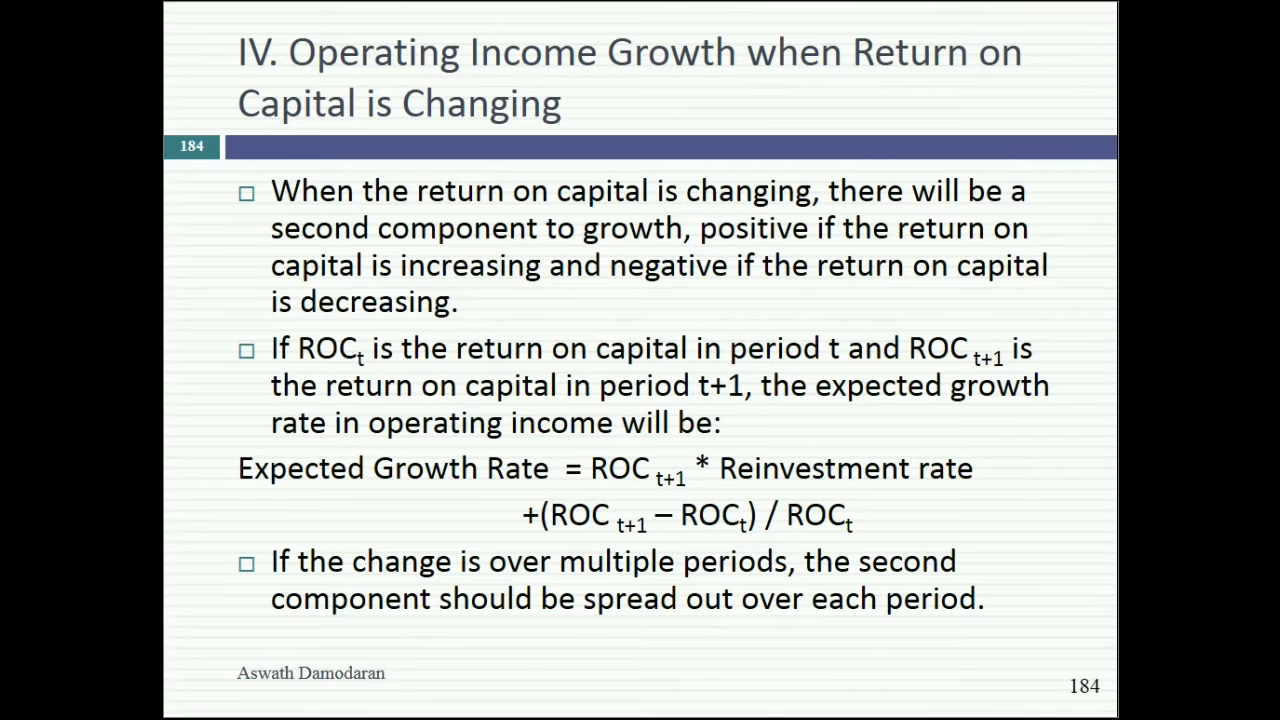 IV. Operating Income Growth when Return on
Capital is Changing
184
When the return on capital is changing, there will be a
second component to growth, positive if the return on
capital is increasing and negative if the return on capital
is decreasing.
If ROCt is the return on capital in period t and ROC t+1 is
the return on capital in period t+1, the expected growth
rate in operating income will be:
Expected Growth Rate = ROC t+1 * Reinvestment rate
+(ROC t+1 – ROCt) / ROCt
If the change is over multiple periods, the second
component should be spread out over each period.
Aswath Damodaran
184